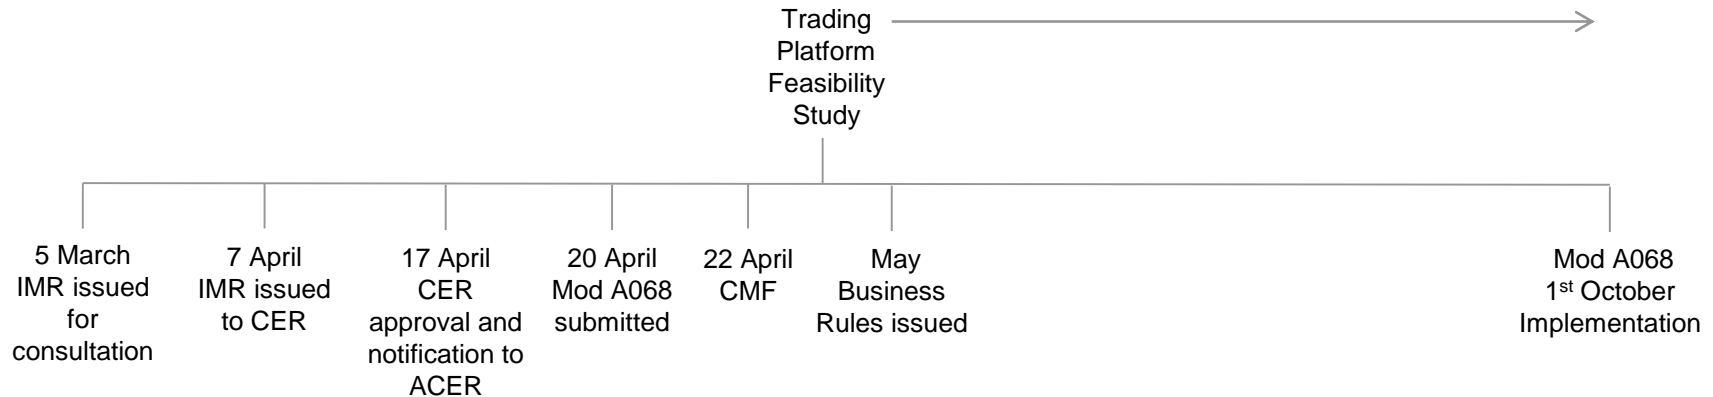 Trading
Platform
Feasibility
Study
5 March
IMR issued
for
consultation
7 April
IMR issued
to CER
17 April
CER
approval and
notification to
ACER
20 April
Mod A068
submitted
22 April
CMF
May
Business
Rules issued
Mod A068
1st October
Implementation